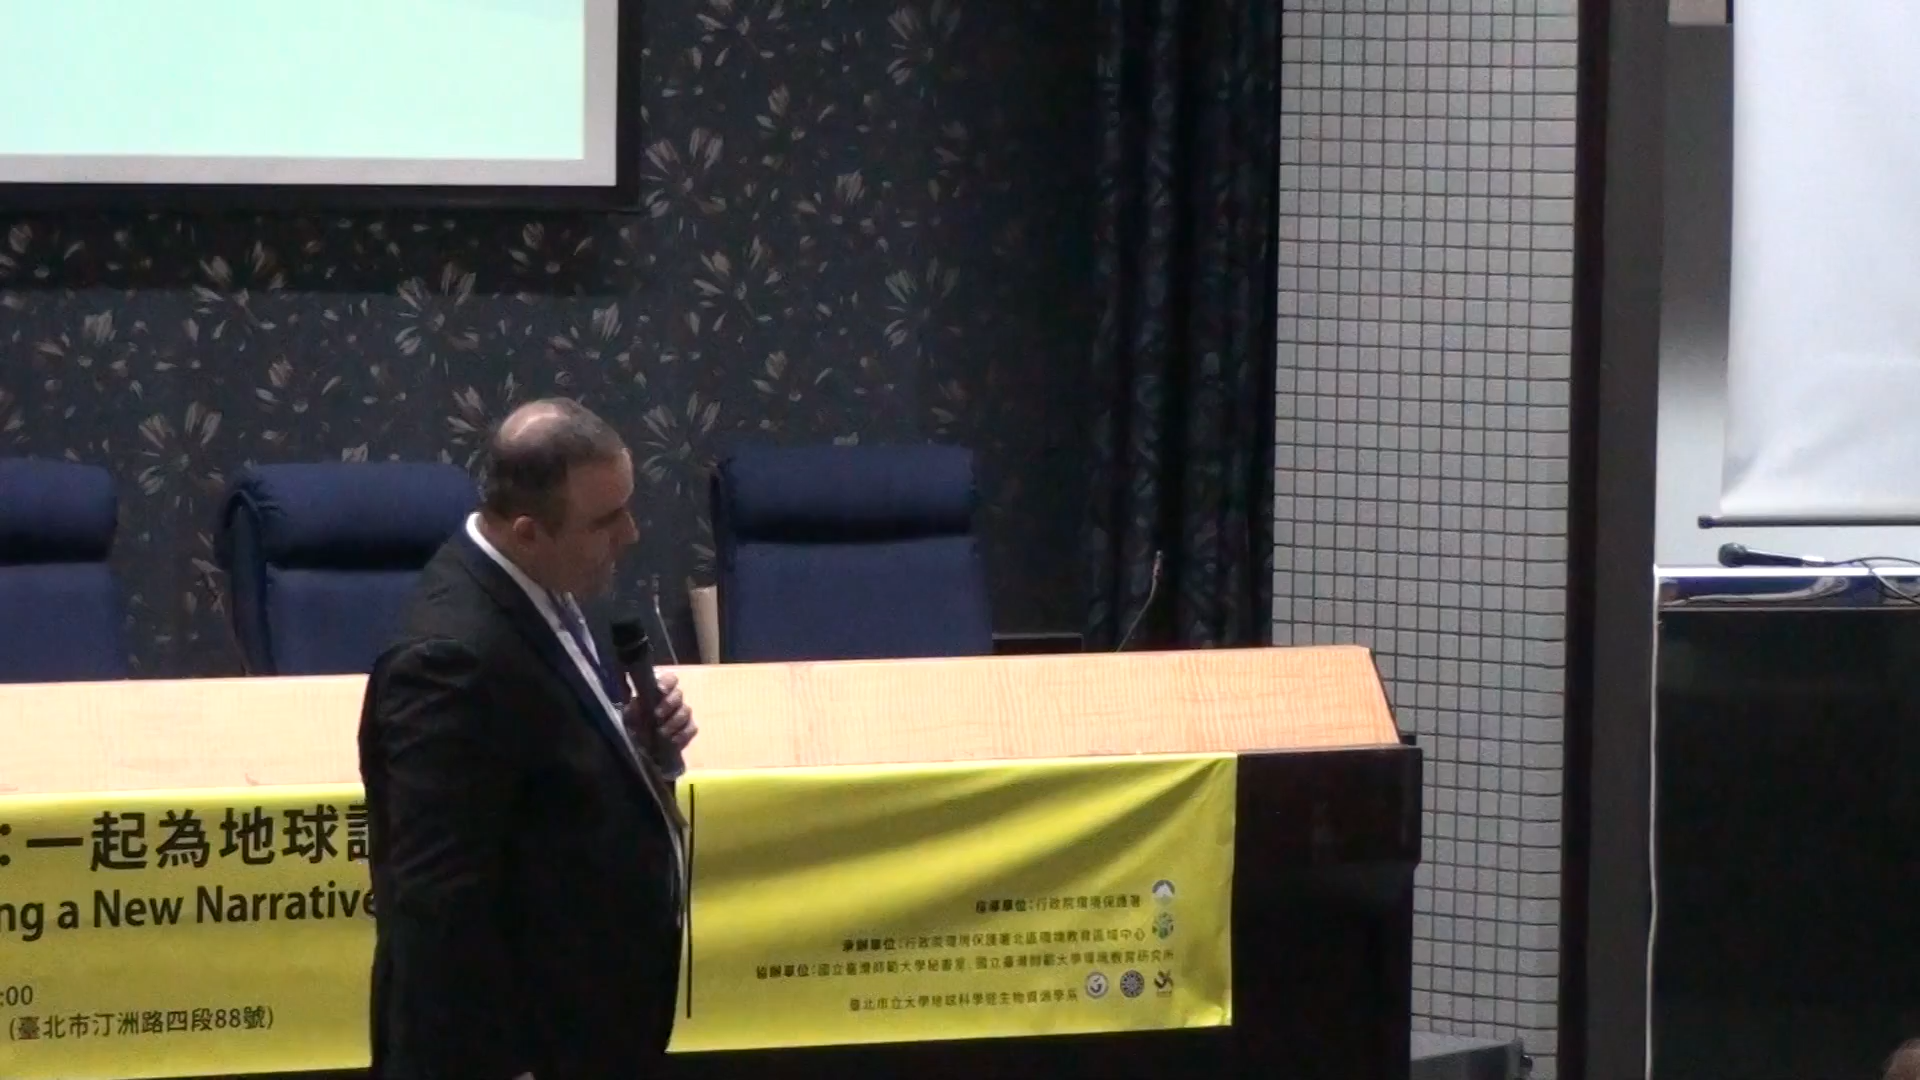 ：一起為地球
ng a New Narrative
:00
(臺北市汀洲路四段88號)
指導單位：行政院環境保護署
承辦單位：行政院環境保護署北區環境教育區域中心
協辦單位：國立臺灣師範大學秘書室、國立臺灣師範大學環境教育研究所
臺北市立大學地球科學暨生物資源學系